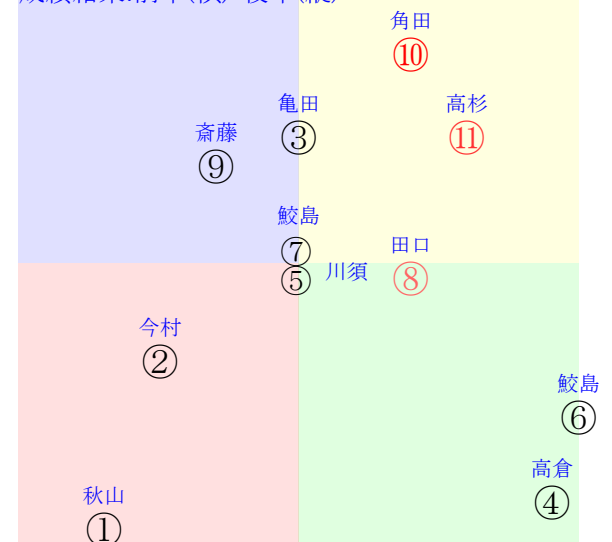 角田
⑩
亀田
③
高杉
⑪
斎藤
⑨
鮫島
⑦
田口
⑧
川須
⑤
今村
②
鮫島
⑥
高倉
④
秋山
①